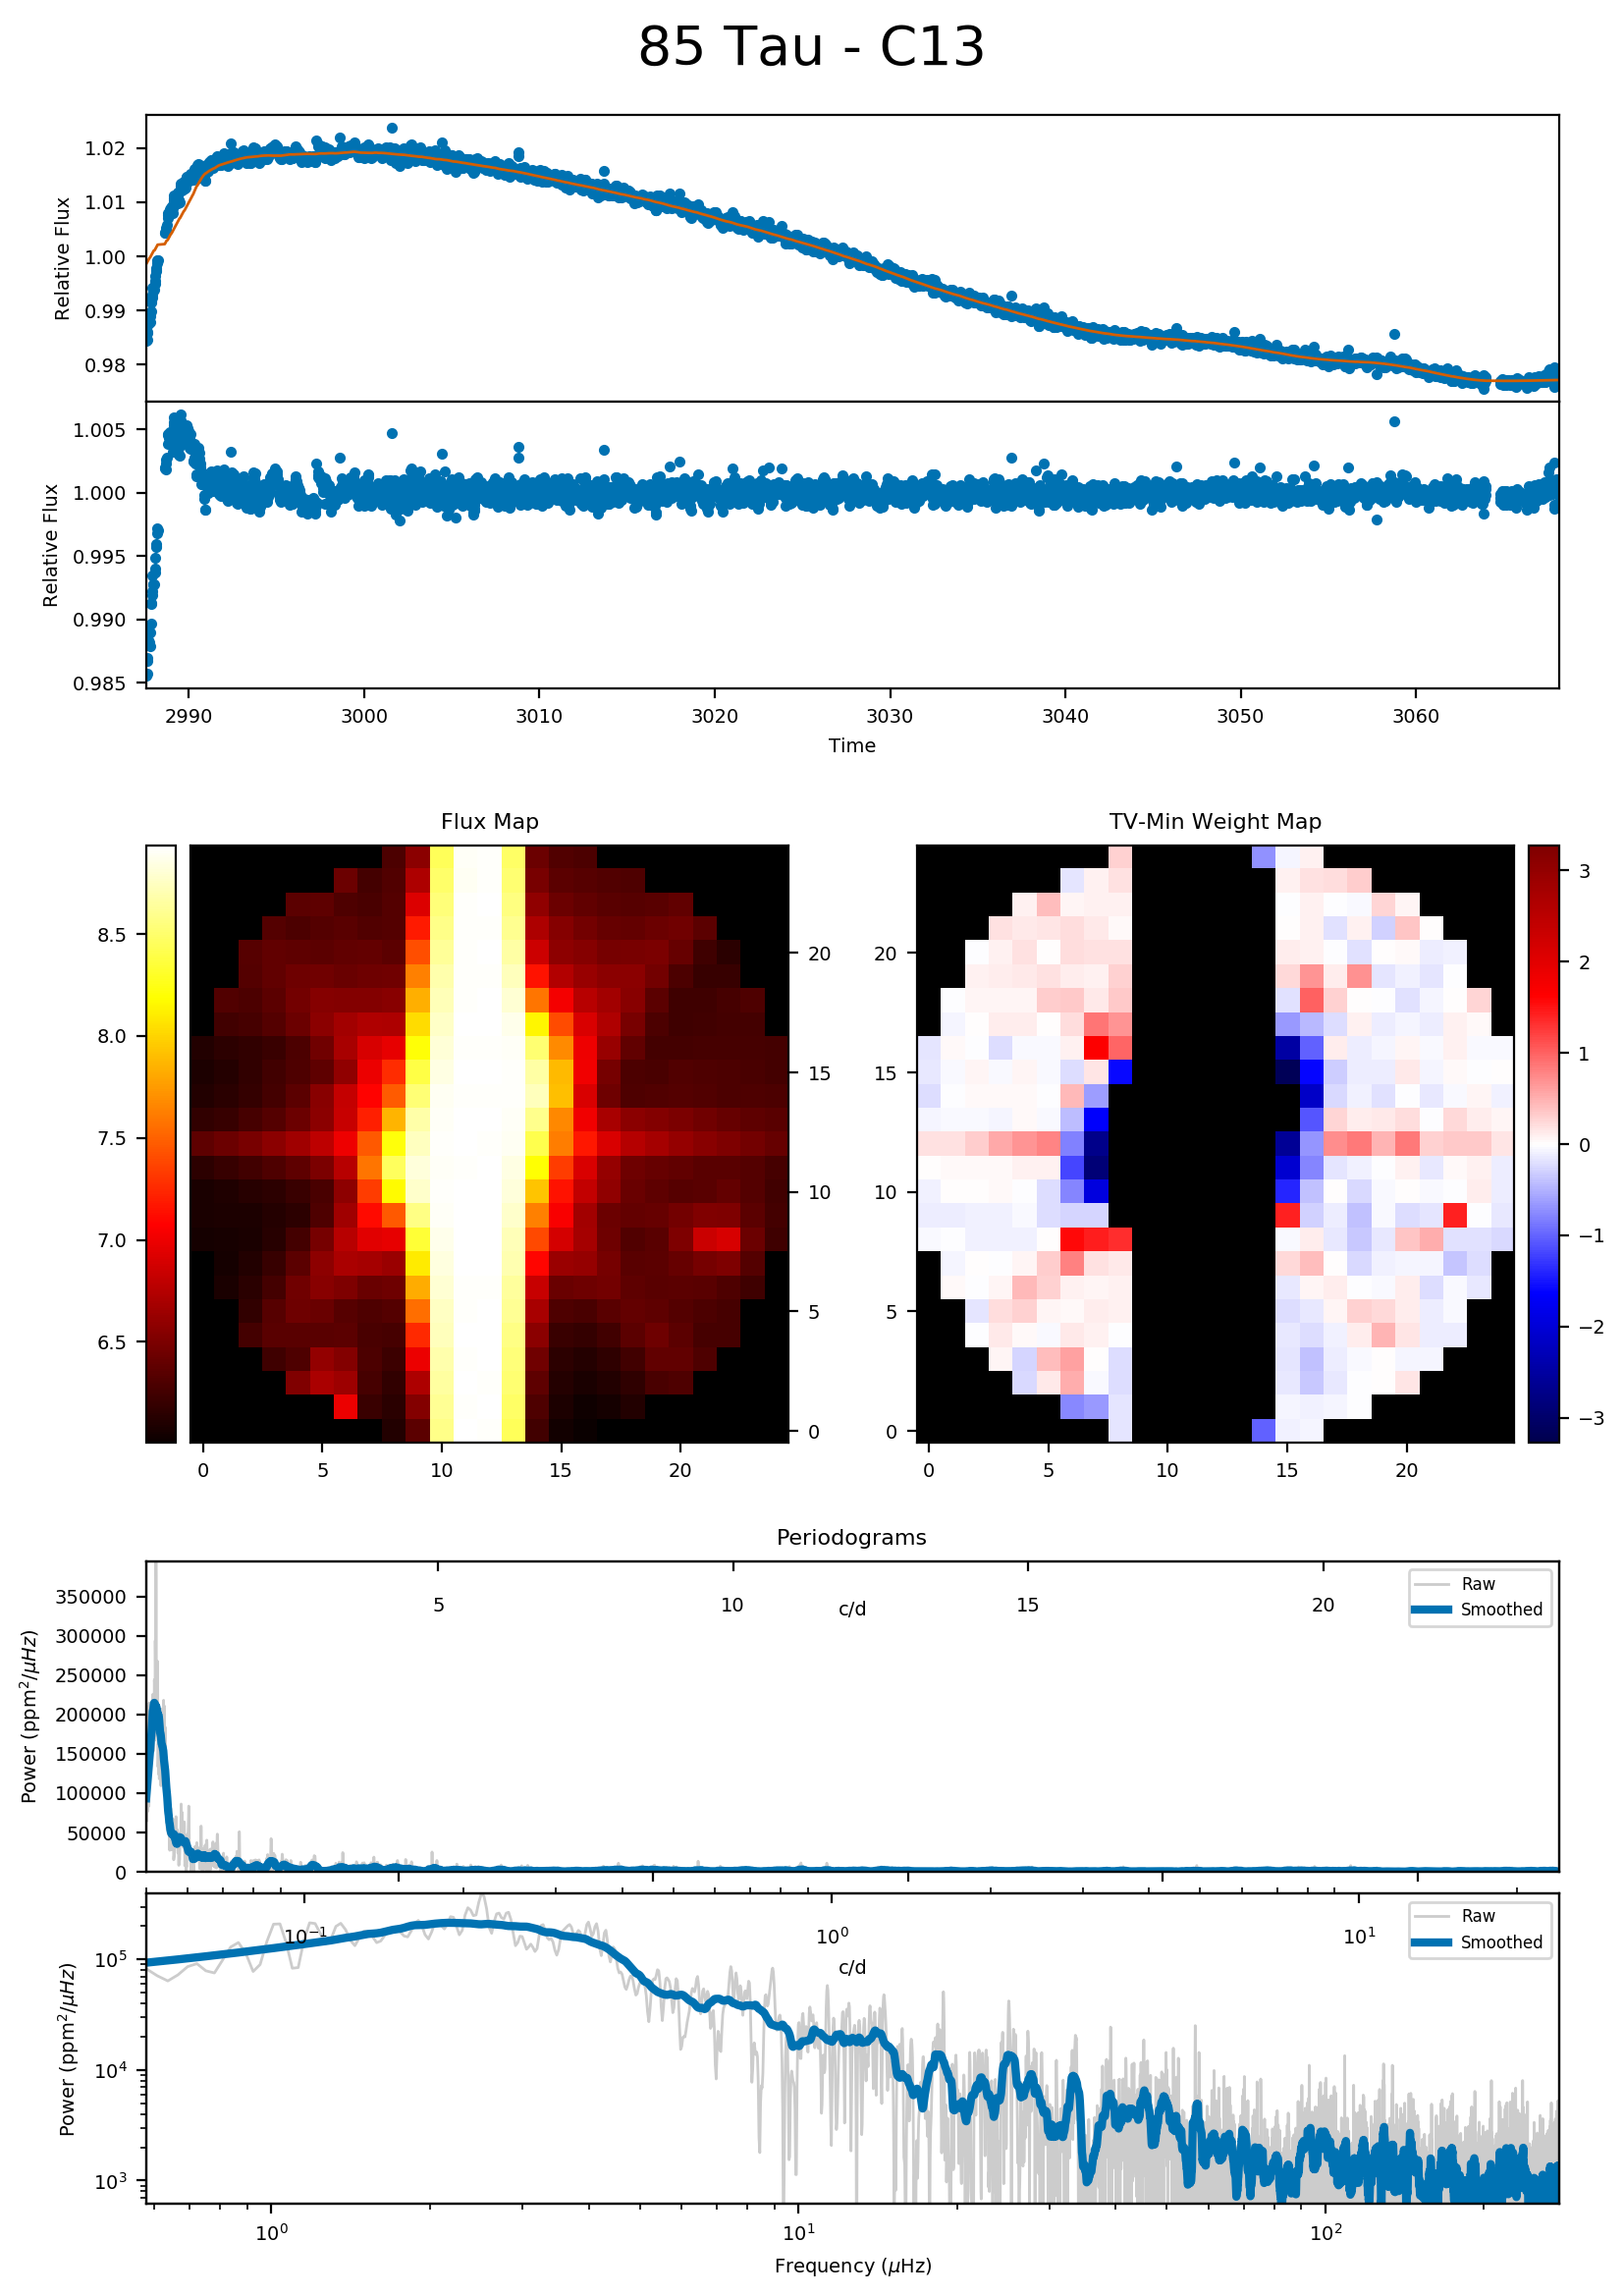 85 Tau - C13
1.02
1.01
1.00
0.99
0.98
Relative Flux
1.005
1.000
0.995
0.990
0.985
Relative Flux
2990 3000 3010 3020 3030 3040 3050 3060
Time
Flux Map
TV-Min Weight Map
8.5
8.0
7.5
7.0
6.5
20
15
10
5
0
0 5 10 15 20
20
15
10
5
0
0 5 10 15 20
3
2
1
0
−1
−2
−3
Periodograms
350000
300000
250000
200000
150000
100000
50000
0
Power (ppm²/μHz)
5 10 15 20
c/d
Raw
Smoothed
10⁻¹ 10⁰ 10¹
c/d
Raw
Smoothed
10⁵
10⁴
10³
Power (ppm²/μHz)
10⁰ 10¹ 10²
Frequency (μHz)